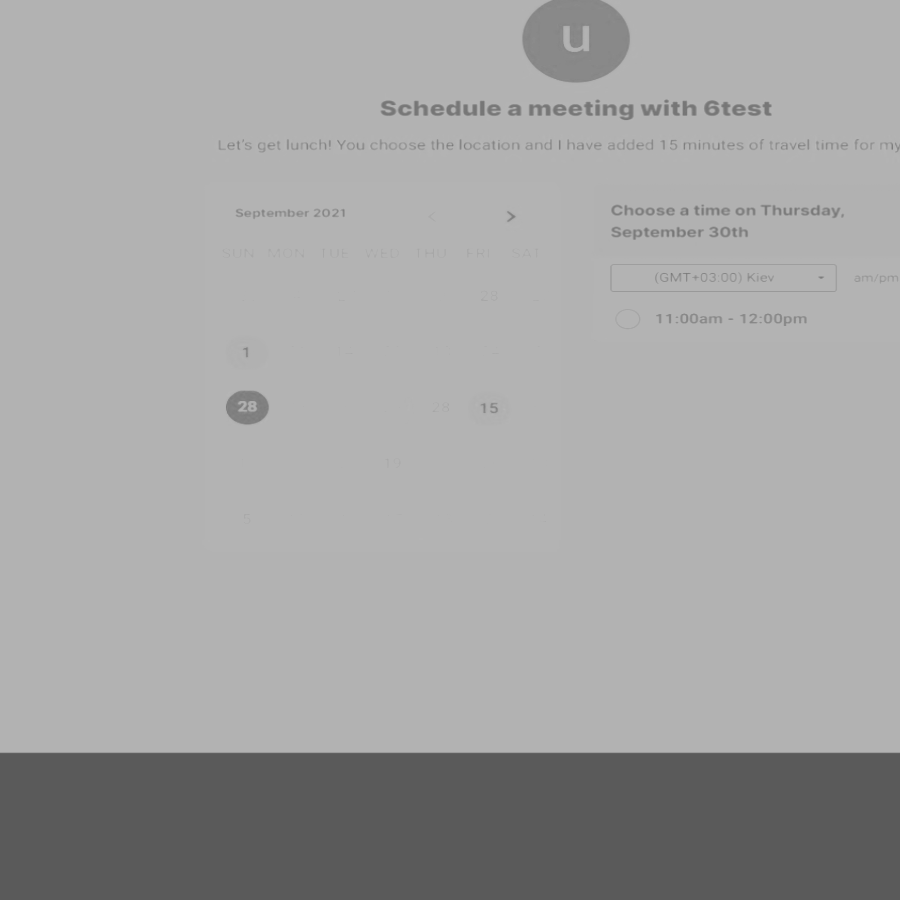 u
Schedule a meeting with 6test
Let's get lunch! You choose the location and I have added 15 minutes of travel time for my
September 2021 < >
SUN MON TUE WED THU FRI SAT
28
1
28 28 15
19
5
Choose a time on Thursday,
September 30th
(GMT+03:00) Kiev am/pm
11:00am - 12:00pm